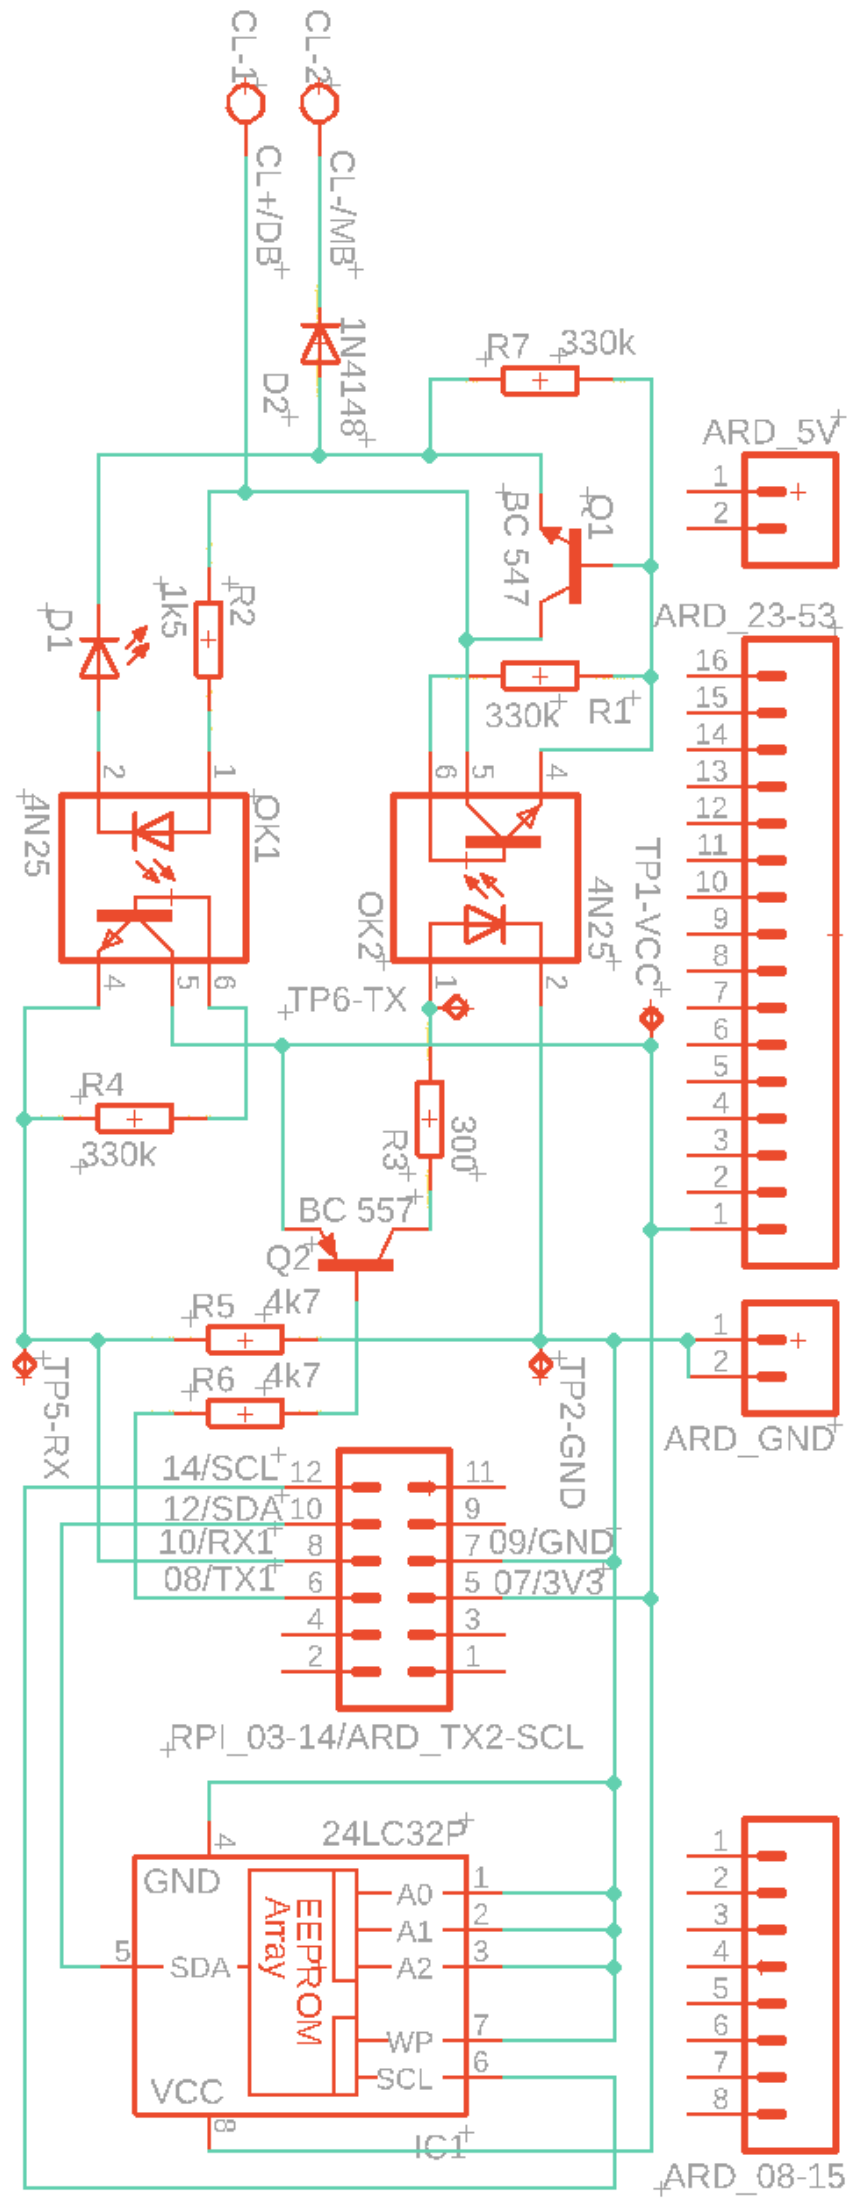 CL-1
CL-2
CL+/DB
CL-/MB
1N4148
D2
R7
330k
ARD_5V
1
2
Q1
BC 547
ARD_23-53
16
15
14
13
12
11
10
9
8
7
6
5
4
3
2
1
D1
1k5
R2
330k
R1
2
1
6
5
4
4N25
OK1
OK2
4N25
TP1-VCC
4
5
6
1
2
TP6-TX
R4
330k
R3
300
BC 557
Q2
R5
4k7
R6
4k7
TP5-RX
TP2-GND
1
2
ARD_GND
14/SCL
12
11
12/SDA
10
9
10/RX1
8
7
09/GND
08/TX1
6
5
07/3V3
4
3
2
1
RPI_03-14/ARD_TX2-SCL
24LC32P
4
GND
EEPROM
Array
A0
1
A1
2
5
SDA
A2
3
WP
7
SCL
6
VCC
8
IC1
1
2
3
4
5
6
7
8
ARD_08-15